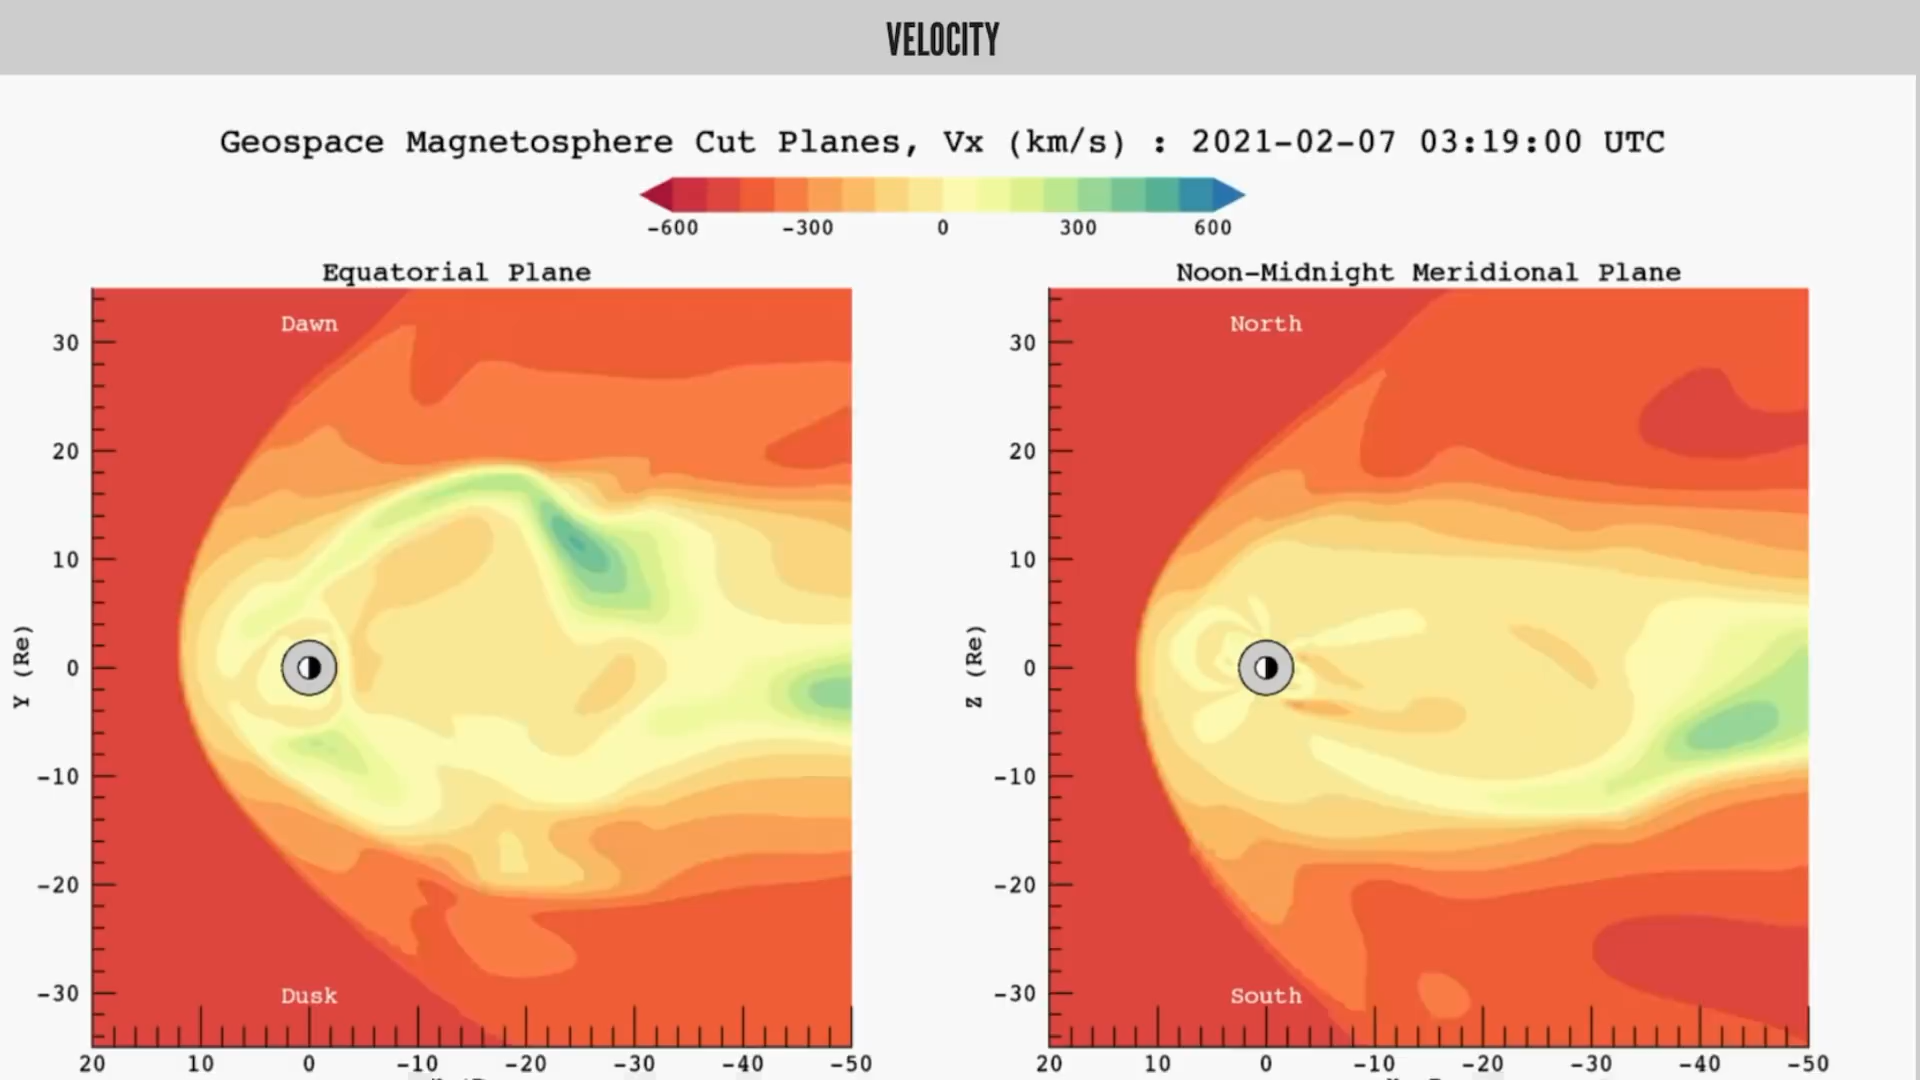 VELOCITY
Geospace Magnetosphere Cut Planes, Vx (km/s) : 2021-02-07 03:19:00 UTC
-600 -300 0 300 600
Equatorial Plane
Dawn
30
20
10
0
-10
-20
-30
Y (Re)
Dusk
20 10 0 -10 -20 -30 -40 -50
Noon-Midnight Meridional Plane
North
30
20
10
0
-10
-20
-30
Z (Re)
South
20 10 0 -10 -20 -30 -40 -50